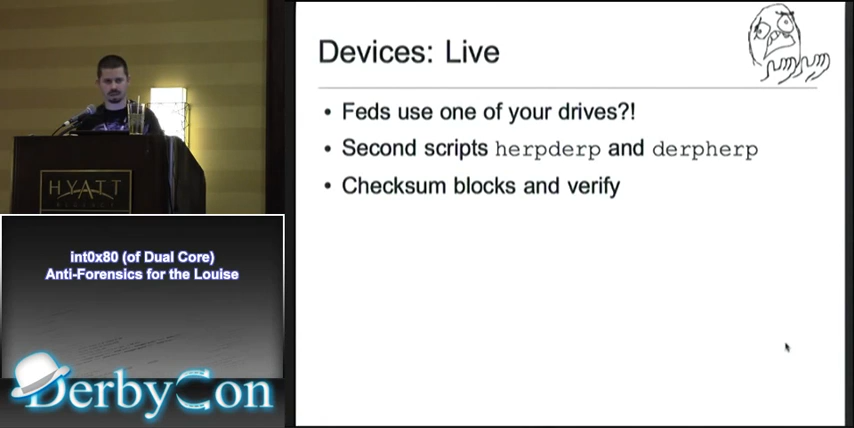 Devices: Live
• Feds use one of your drives?!
• Second scripts herpderp and derpherp
• Checksum blocks and verify
HYATT
int0x80 (of Dual Core)
Anti-Forensics for the Louise
DerbyCon